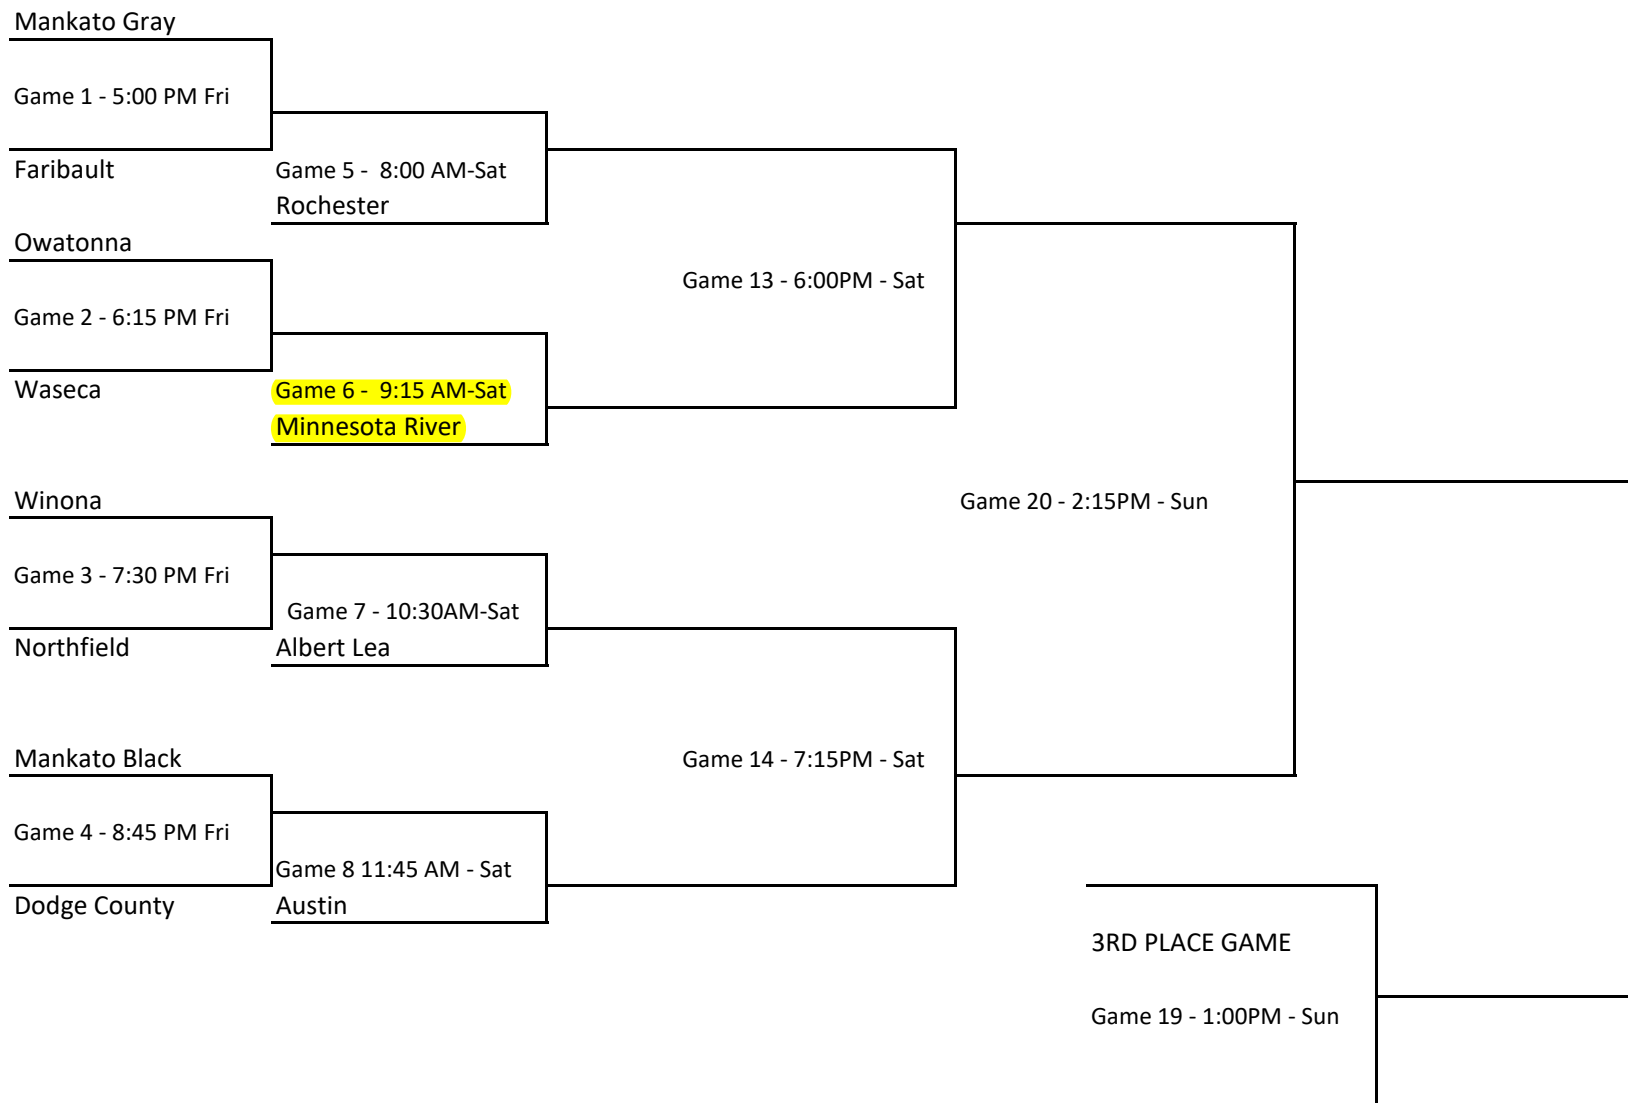 Mankato Gray
Game 1 - 5:00 PM Fri
Faribault
Game 5 -  8:00 AM-Sat
Rochester
Owatonna
Game 13 - 6:00PM - Sat
Game 2 - 6:15 PM Fri
Waseca
Game 6 -  9:15 AM-Sat
Minnesota River
Winona
Game 20 - 2:15PM - Sun
Game 3 - 7:30 PM Fri
Game 7 - 10:30AM-Sat
Northfield
Albert Lea
Mankato Black
Game 14 - 7:15PM - Sat
Game 4 - 8:45 PM Fri
Game 8 11:45 AM - Sat
Dodge County
Austin
3RD PLACE GAME
Game 19 - 1:00PM - Sun